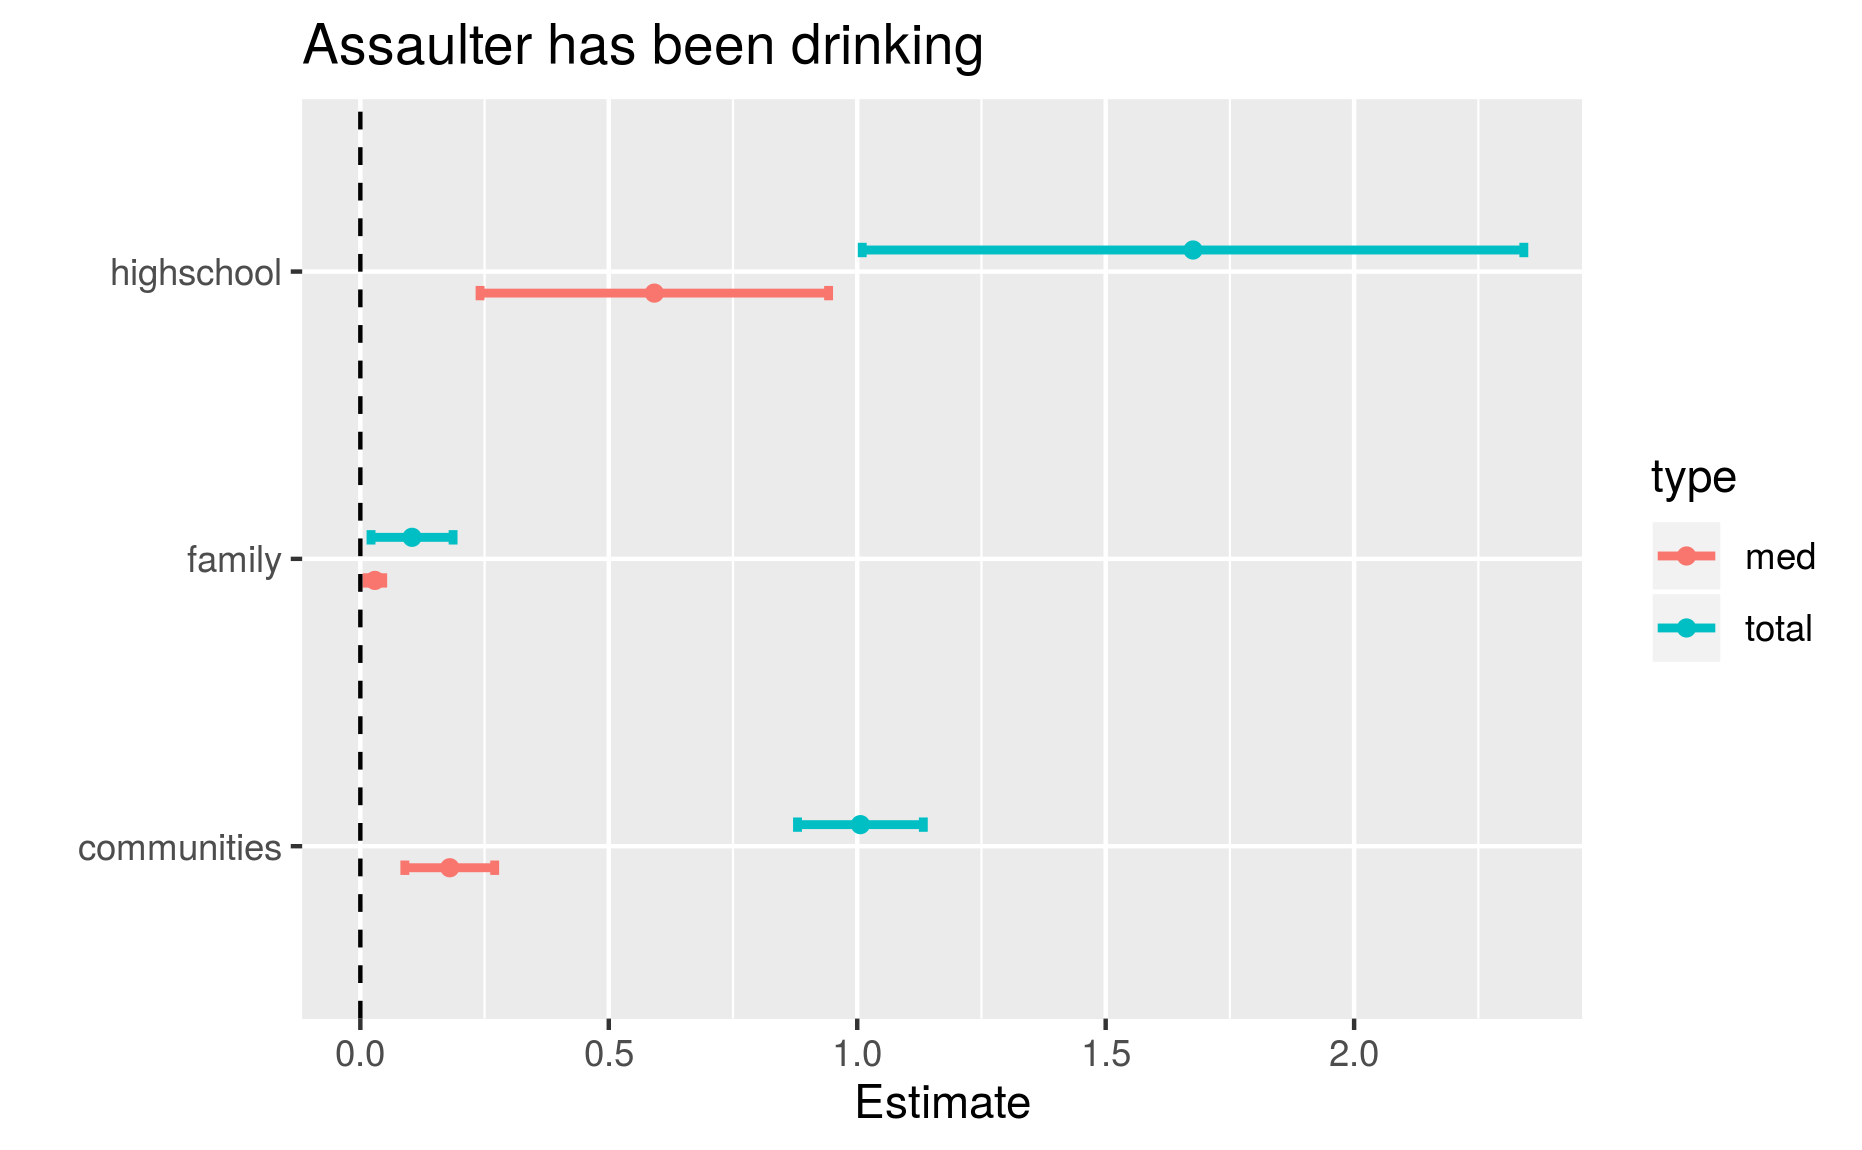 Assaulter has been drinking
highschool
family
communities
0.0 0.5 1.0 1.5 2.0
Estimate
type
med
total